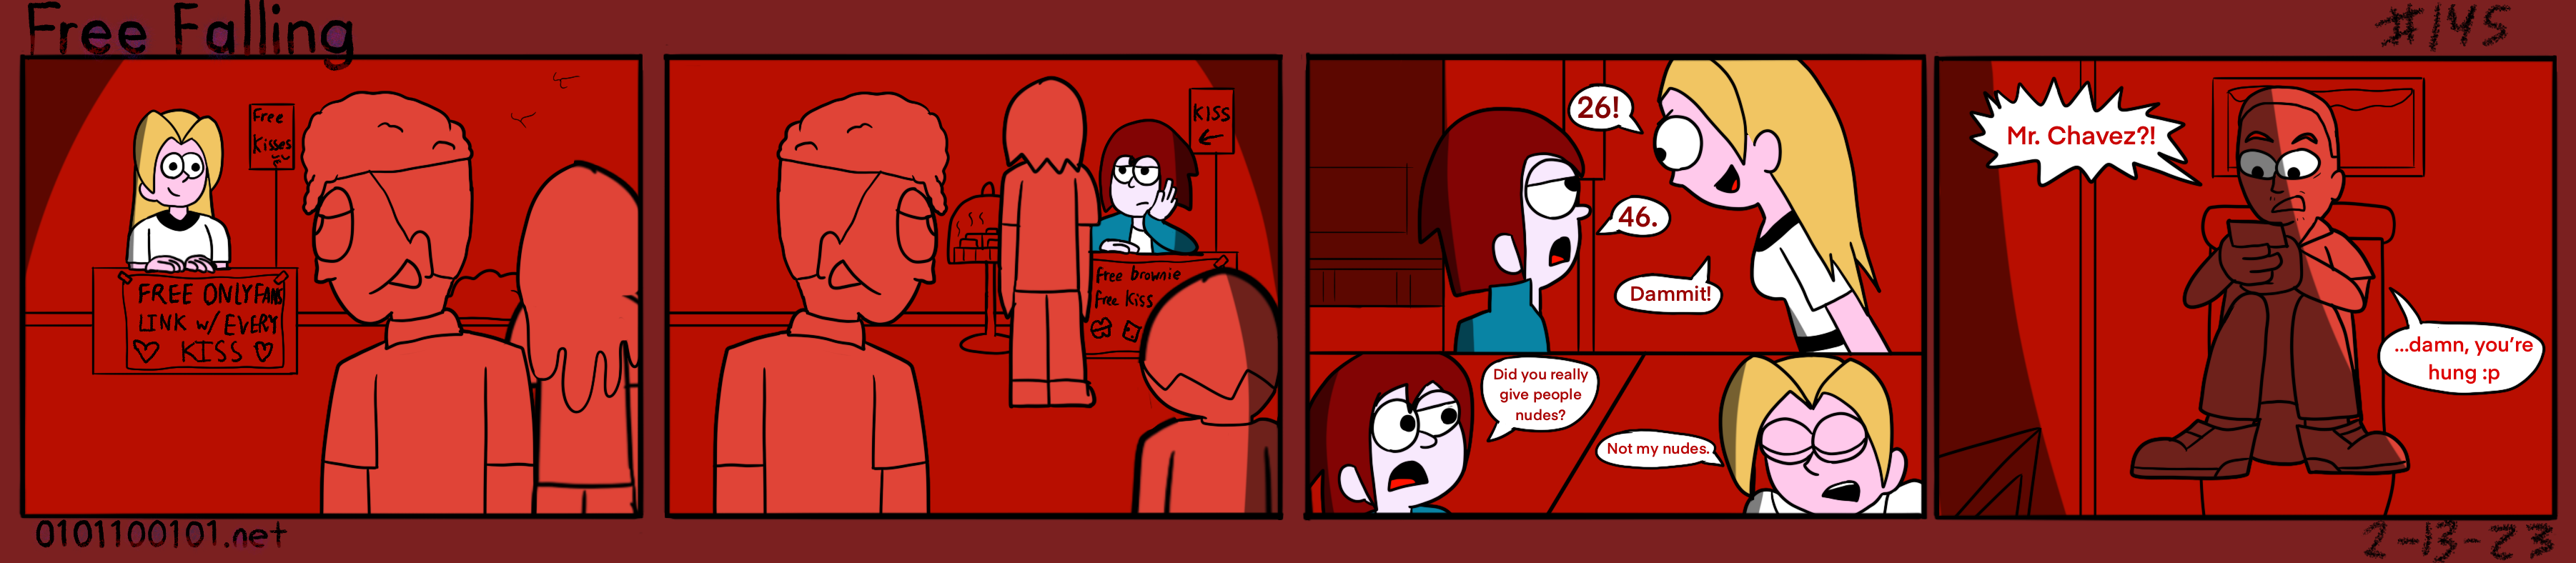 Free Falling
#145
Free
Kisses
FREE ONLYFANS
LINK w/ EVERY
KISS
KISS
Free brownie
Free Kiss
26!
46.
Dammit!
Did you really
give people
nudes?
Not my nudes.
Mr. Chavez?!
...damn, you're
hung :p
0101100101.net
2-13-23